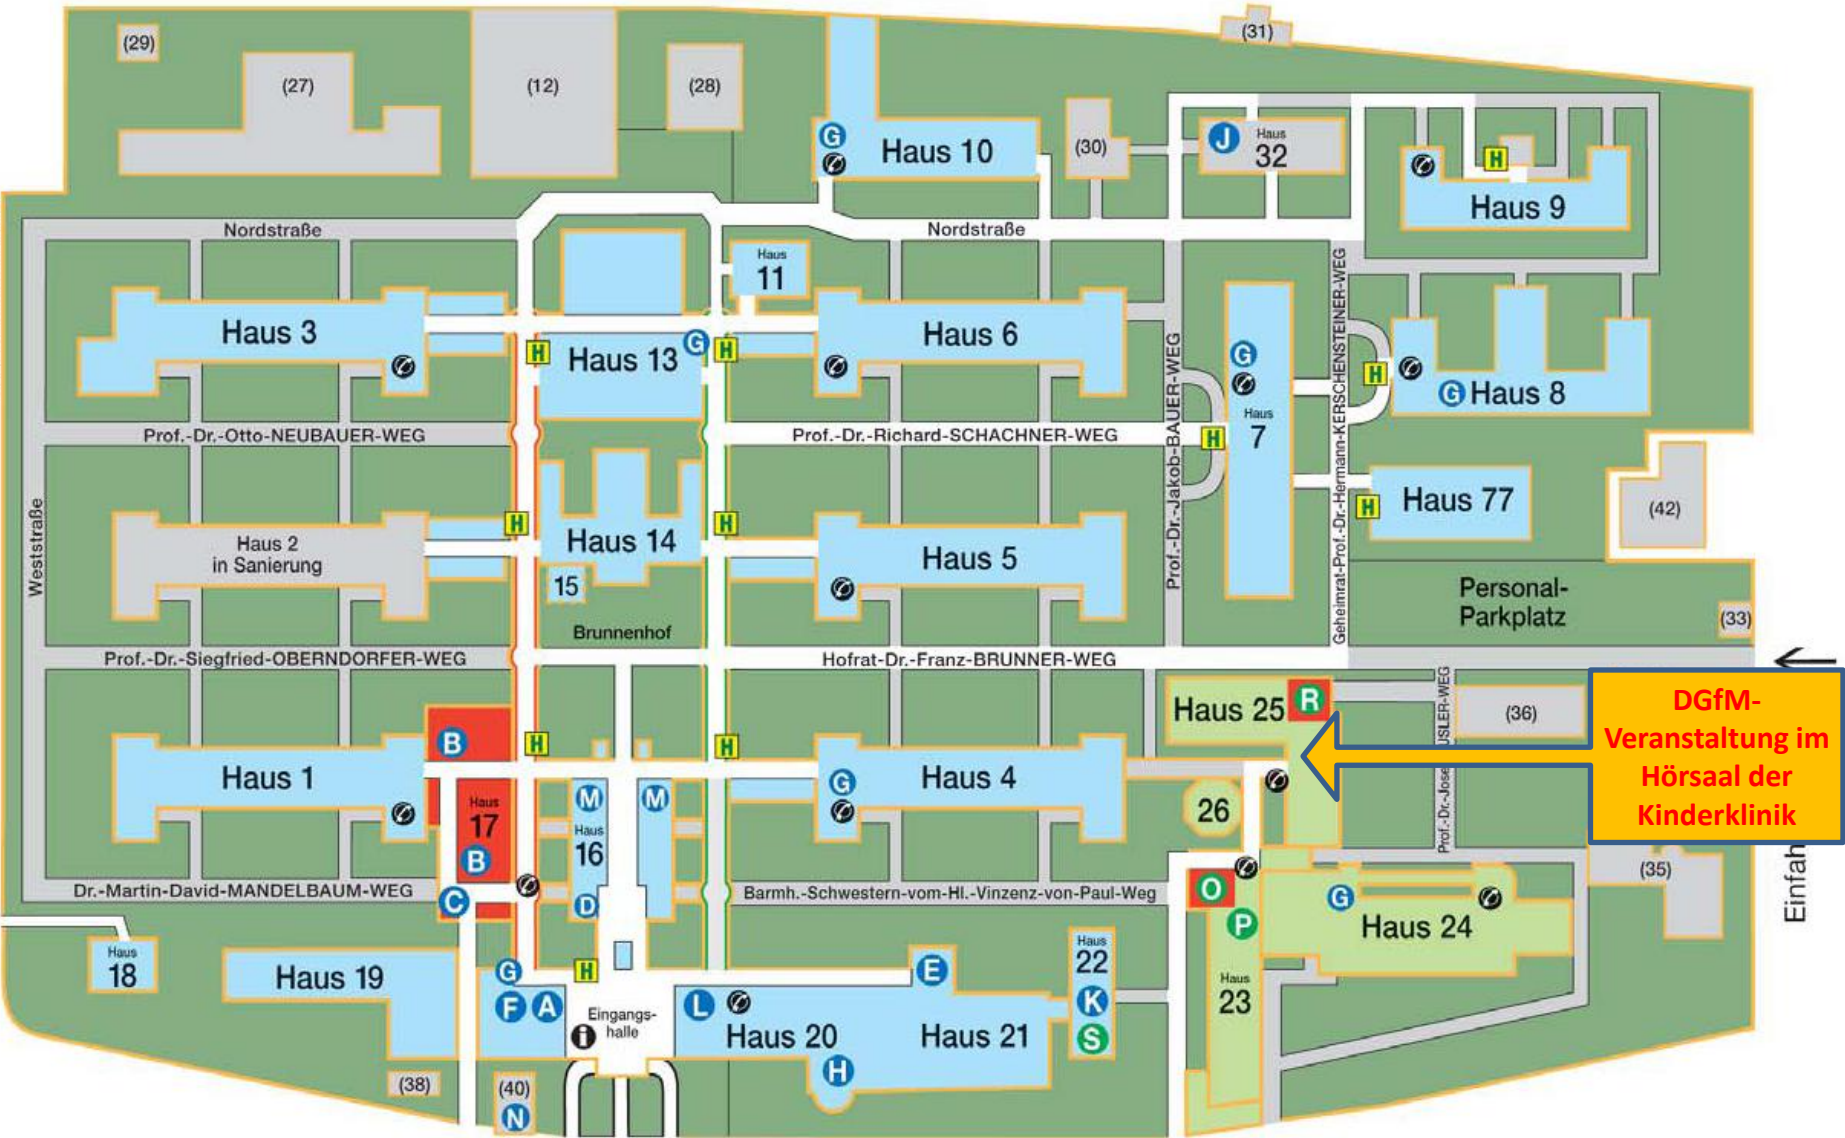 (29)
(27)
(12)
(28)
(31)
G
Haus 10
(30)
J
Haus
32
H
Haus 9
Nordstraße
Nordstraße
Haus
11
Haus 3
H
Haus 13
G
H
Haus 6
G
Haus
7
H
G Haus 8
Prof.-Dr.-Otto-NEUBAUER-WEG
Prof.-Dr.-Richard-SCHACHNER-WEG
H
Prof.-Dr.-Jakob-BAUER-WEG
Geheimrat-Prof.-Dr.-Hermann-KERSCHENSTEINER-WEG
Weststraße
H
Haus 77
(42)
Haus 2
in Sanierung
H
Haus 14
15
H
Haus 5
Brunnenhof
Personal-
Parkplatz
(33)
Prof.-Dr.-Siegfried-OBERNDORFER-WEG
Hofrat-Dr.-Franz-BRUNNER-WEG
Haus 25
R
(36)
DGfM-
Veranstaltung im
Hörsaal der
Kinderklinik
B
H
H
Haus 1
Haus
17
B
M
M
Haus
16
G
Haus 4
26
Prof.-Dr.-Jose
USLER-WEG
Einfah
(35)
Dr.-Martin-David-MANDELBAUM-WEG
C
D
Barmh.-Schwestern-vom-Hl.-Vinzenz-von-Paul-Weg
O
P
G
Haus 24
Haus
18
Haus 19
G
F
A
H
Eingangs-
halle
i
L
Haus 20
E
Haus 21
H
Haus
22
K
S
Haus
23
(38)
(40)
N